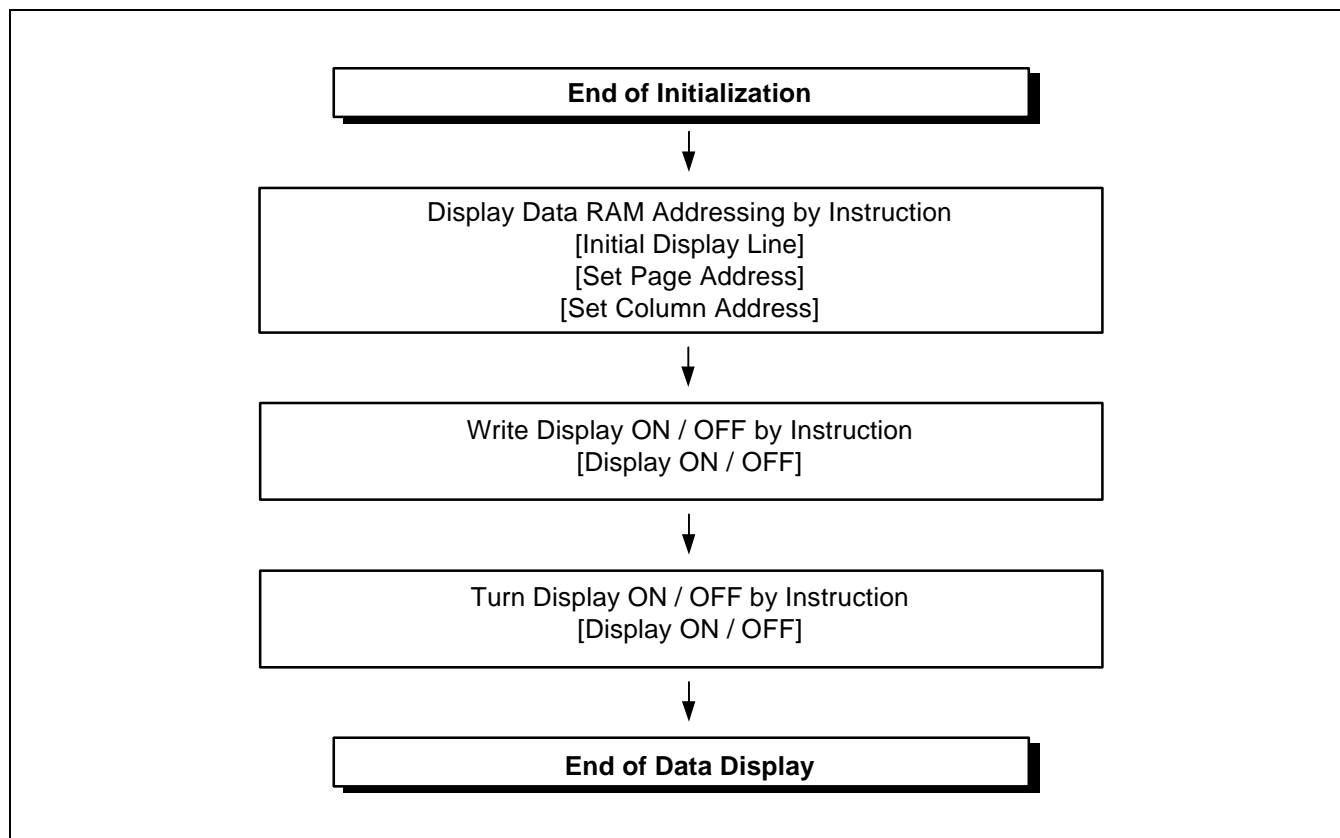 End of Initialization
Display Data RAM Addressing by Instruction
[Initial Display Line]
[Set Page Address]
[Set Column Address]
Write Display ON / OFF by Instruction
[Display ON / OFF]
Turn Display ON / OFF by Instruction
[Display ON / OFF]
End of Data Display